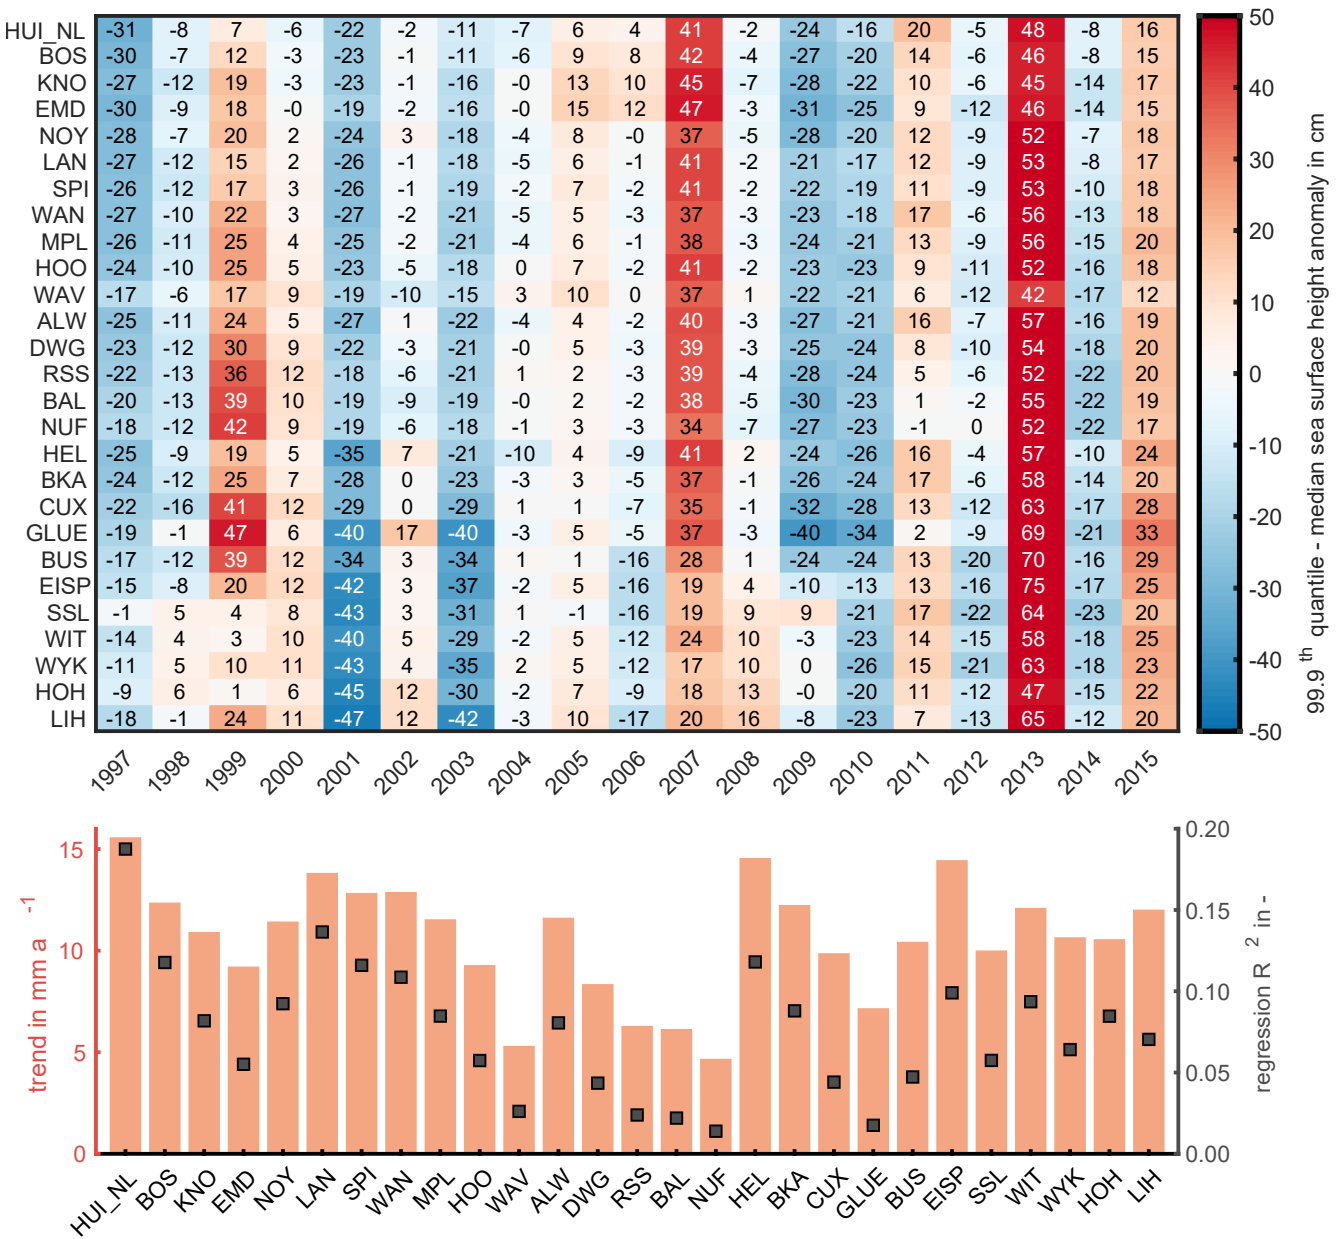 HUI_NL -31 -8 7 -6 -22 -2 -11 -7 6 4 41 -2 -24 -16 20 -5 48 -8 16
BOS -30 -7 12 -3 -23 -1 -11 -6 9 8 42 -4 -27 -20 14 -6 46 -8 15
KNO -27 -12 19 -3 -23 -1 -16 -0 13 10 45 -7 -28 -22 10 -6 45 -14 17
EMD -30 -9 18 -0 -19 -2 -16 -0 15 12 47 -3 -31 -25 9 -12 46 -14 15
NOY -28 -7 20 2 -24 3 -18 -4 8 -0 37 -5 -28 -20 12 -9 52 -7 18
LAN -27 -12 15 2 -26 -1 -18 -5 6 -1 41 -2 -21 -17 12 -9 53 -8 17
SPI -26 -12 17 3 -26 -1 -19 -2 7 -2 41 -2 -22 -19 11 -9 53 -10 18
WAN -27 -10 22 3 -27 -2 -21 -5 5 -3 37 -3 -23 -18 17 -6 56 -13 18
MPL -26 -11 25 4 -25 -2 -21 -4 6 -1 38 -3 -24 -21 13 -9 56 -15 20
HOO -24 -10 25 5 -23 -5 -18 0 7 -2 41 -2 -23 -23 9 -11 52 -16 18
WAV -17 -6 17 9 -19 -10 -15 3 10 0 37 1 -22 -21 6 -12 42 -17 12
ALW -25 -11 24 5 -27 1 -22 -4 4 -2 40 -3 -27 -21 16 -7 57 -16 19
DWG -23 -12 30 9 -22 -3 -21 -0 5 -3 39 -3 -25 -24 8 -10 54 -18 20
RSS -22 -13 36 12 -18 -6 -21 1 2 -3 39 -4 -28 -24 5 -6 52 -22 20
BAL -20 -13 39 10 -19 -9 -19 -0 2 -2 38 -5 -30 -23 1 -2 55 -22 19
NUF -18 -12 42 9 -19 -6 -18 -1 3 -3 34 -7 -27 -23 -1 0 52 -22 17
HEL -25 -9 19 5 -35 7 -21 -10 4 -9 41 2 -24 -26 16 -4 57 -10 24
BKA -24 -12 25 7 -28 0 -23 -3 3 -5 37 -1 -26 -24 17 -6 58 -14 20
CUX -22 -16 41 12 -29 0 -29 1 1 -7 35 -1 -32 -28 13 -12 63 -17 28
GLUE -19 -1 47 6 -40 17 -40 -3 5 -5 37 -3 -40 -34 2 -9 69 -21 33
BUS -17 -12 39 12 -34 3 -34 1 1 -16 28 1 -24 -24 13 -20 70 -16 29
EISP -15 -8 20 12 -42 3 -37 -2 5 -16 19 4 -10 -13 13 -16 75 -17 25
SSL -1 5 4 8 -43 3 -31 1 -1 -16 19 9 9 -21 17 -22 64 -23 20
WIT -14 4 3 10 -40 5 -29 -2 5 -12 24 10 -3 -23 14 -15 58 -18 25
WYK -11 5 10 11 -43 4 -35 2 5 -12 17 10 0 -26 15 -21 63 -18 23
HOH -9 6 1 6 -45 12 -30 -2 7 -9 18 13 -0 -20 11 -12 47 -15 22
LIH -18 -1 24 11 -47 12 -42 -3 10 -17 20 16 -8 -23 7 -13 65 -12 20
1997 1998 1999 2000 2001 2002 2003 2004 2005 2006 2007 2008 2009 2010 2011 2012 2013 2014 2015
50
40
30
20
10
0
-10
-20
-30
-40
-50
99.9 th quantile - median sea surface height anomaly in cm
15
10
5
0
trend in mm a -1
0.20
0.15
0.10
0.05
0.00
regression R 2 in -
HUI_NL BOS KNO EMD NOY LAN SPI WAN MPL HOO WAV ALW DWG RSS BAL NUF HEL BKA CUX GLUE BUS EISP SSL WIT WYK HOH LIH